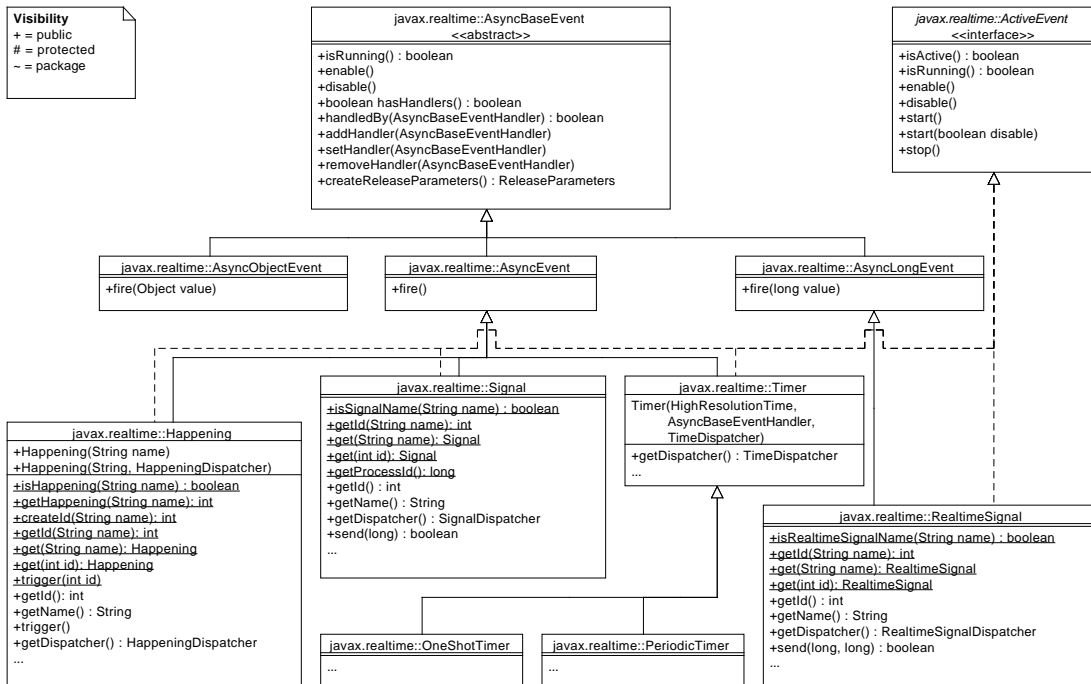 Visibility
+ = public
# = protected
~ = package
javax.realtime::AsyncBaseEvent
<<abstract>>
+isRunning() : boolean
+enable()
+disable()
+boolean hasHandlers() : boolean
+handledBy(AsyncBaseEventHandler) : boolean
+addHandler(AsyncBaseEventHandler)
+setHandler(AsyncBaseEventHandler)
+removeHandler(AsyncBaseEventHandler)
+createReleaseParameters() : ReleaseParameters
javax.realtime::ActiveEvent
<<interface>>
+isActive() : boolean
+isRunning() : boolean
+enable()
+disable()
+start()
+start(boolean disable)
+stop()
javax.realtime::AsyncObjectEvent
+fire(Object value)
javax.realtime::AsyncEvent
+fire()
javax.realtime::AsyncLongEvent
+fire(long value)
javax.realtime::Happening
+Happening(String name)
+Happening(String, HappeningDispatcher)
+isHappening(String name) : boolean
+getHappening(String name): int
+createId(String name): int
+getId(String name): int
+get(String name): Happening
+get(int id): Happening
+trigger(int id)
+getId(): int
+getName() : String
+trigger()
+getDispatcher() : HappeningDispatcher
...
javax.realtime::Signal
+isSignalName(String name) : boolean
+getId(String name): int
+get(String name): Signal
+get(int id): Signal
+getProcessId(): long
+getId() : int
+getName() : String
+getDispatcher() : SignalDispatcher
+send(long) : boolean
...
javax.realtime::Timer
Timer(HighResolutionTime,
AsyncBaseEventHandler,
TimeDispatcher)
+getDispatcher() : TimeDispatcher
...
javax.realtime::RealtimeSignal
+isRealtimeSignalName(String name) : boolean
+getId(String name): int
+get(String name): RealtimeSignal
+get(int id): RealtimeSignal
+getId() : int
+getName() : String
+getDispatcher() : RealtimeSignalDispatcher
+send(long, long) : boolean
...
javax.realtime::OneShotTimer
...
javax.realtime::PeriodicTimer
...